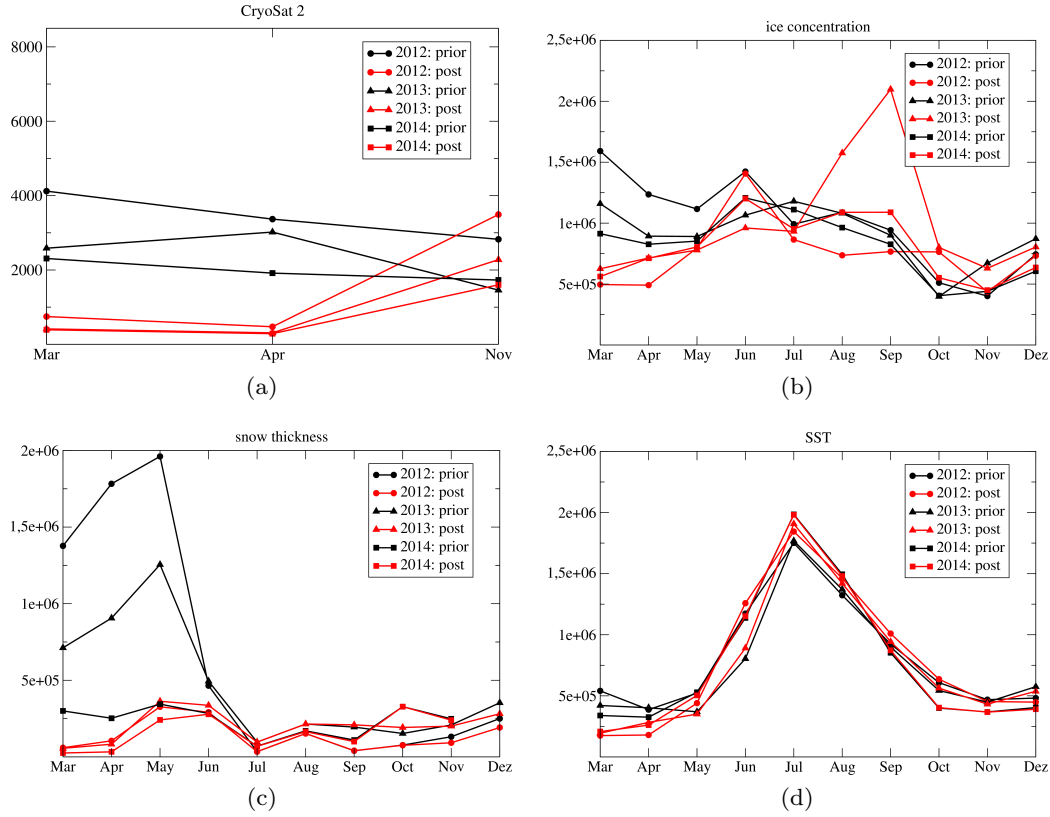 CryoSat 2
8000
6000
4000
2000
Mar Apr Nov
2012: prior
2012: post
2013: prior
2013: post
2014: prior
2014: post
(a)
ice concentration
2,5e+06
2e+06
1,5e+06
1e+06
5e+05
Mar Apr May Jun Jul Aug Sep Oct Nov Dez
2012: prior
2012: post
2013: prior
2013: post
2014: prior
2014: post
(b)
snow thickness
2e+06
1,5e+06
1e+06
5e+05
Mar Apr May Jun Jul Aug Sep Oct Nov Dez
2012: prior
2012: post
2013: prior
2013: post
2014: prior
2014: post
(c)
SST
2,5e+06
2e+06
1,5e+06
1e+06
5e+05
Mar Apr May Jun Jul Aug Sep Oct Nov Dez
2012: prior
2012: post
2013: prior
2013: post
2014: prior
2014: post
(d)